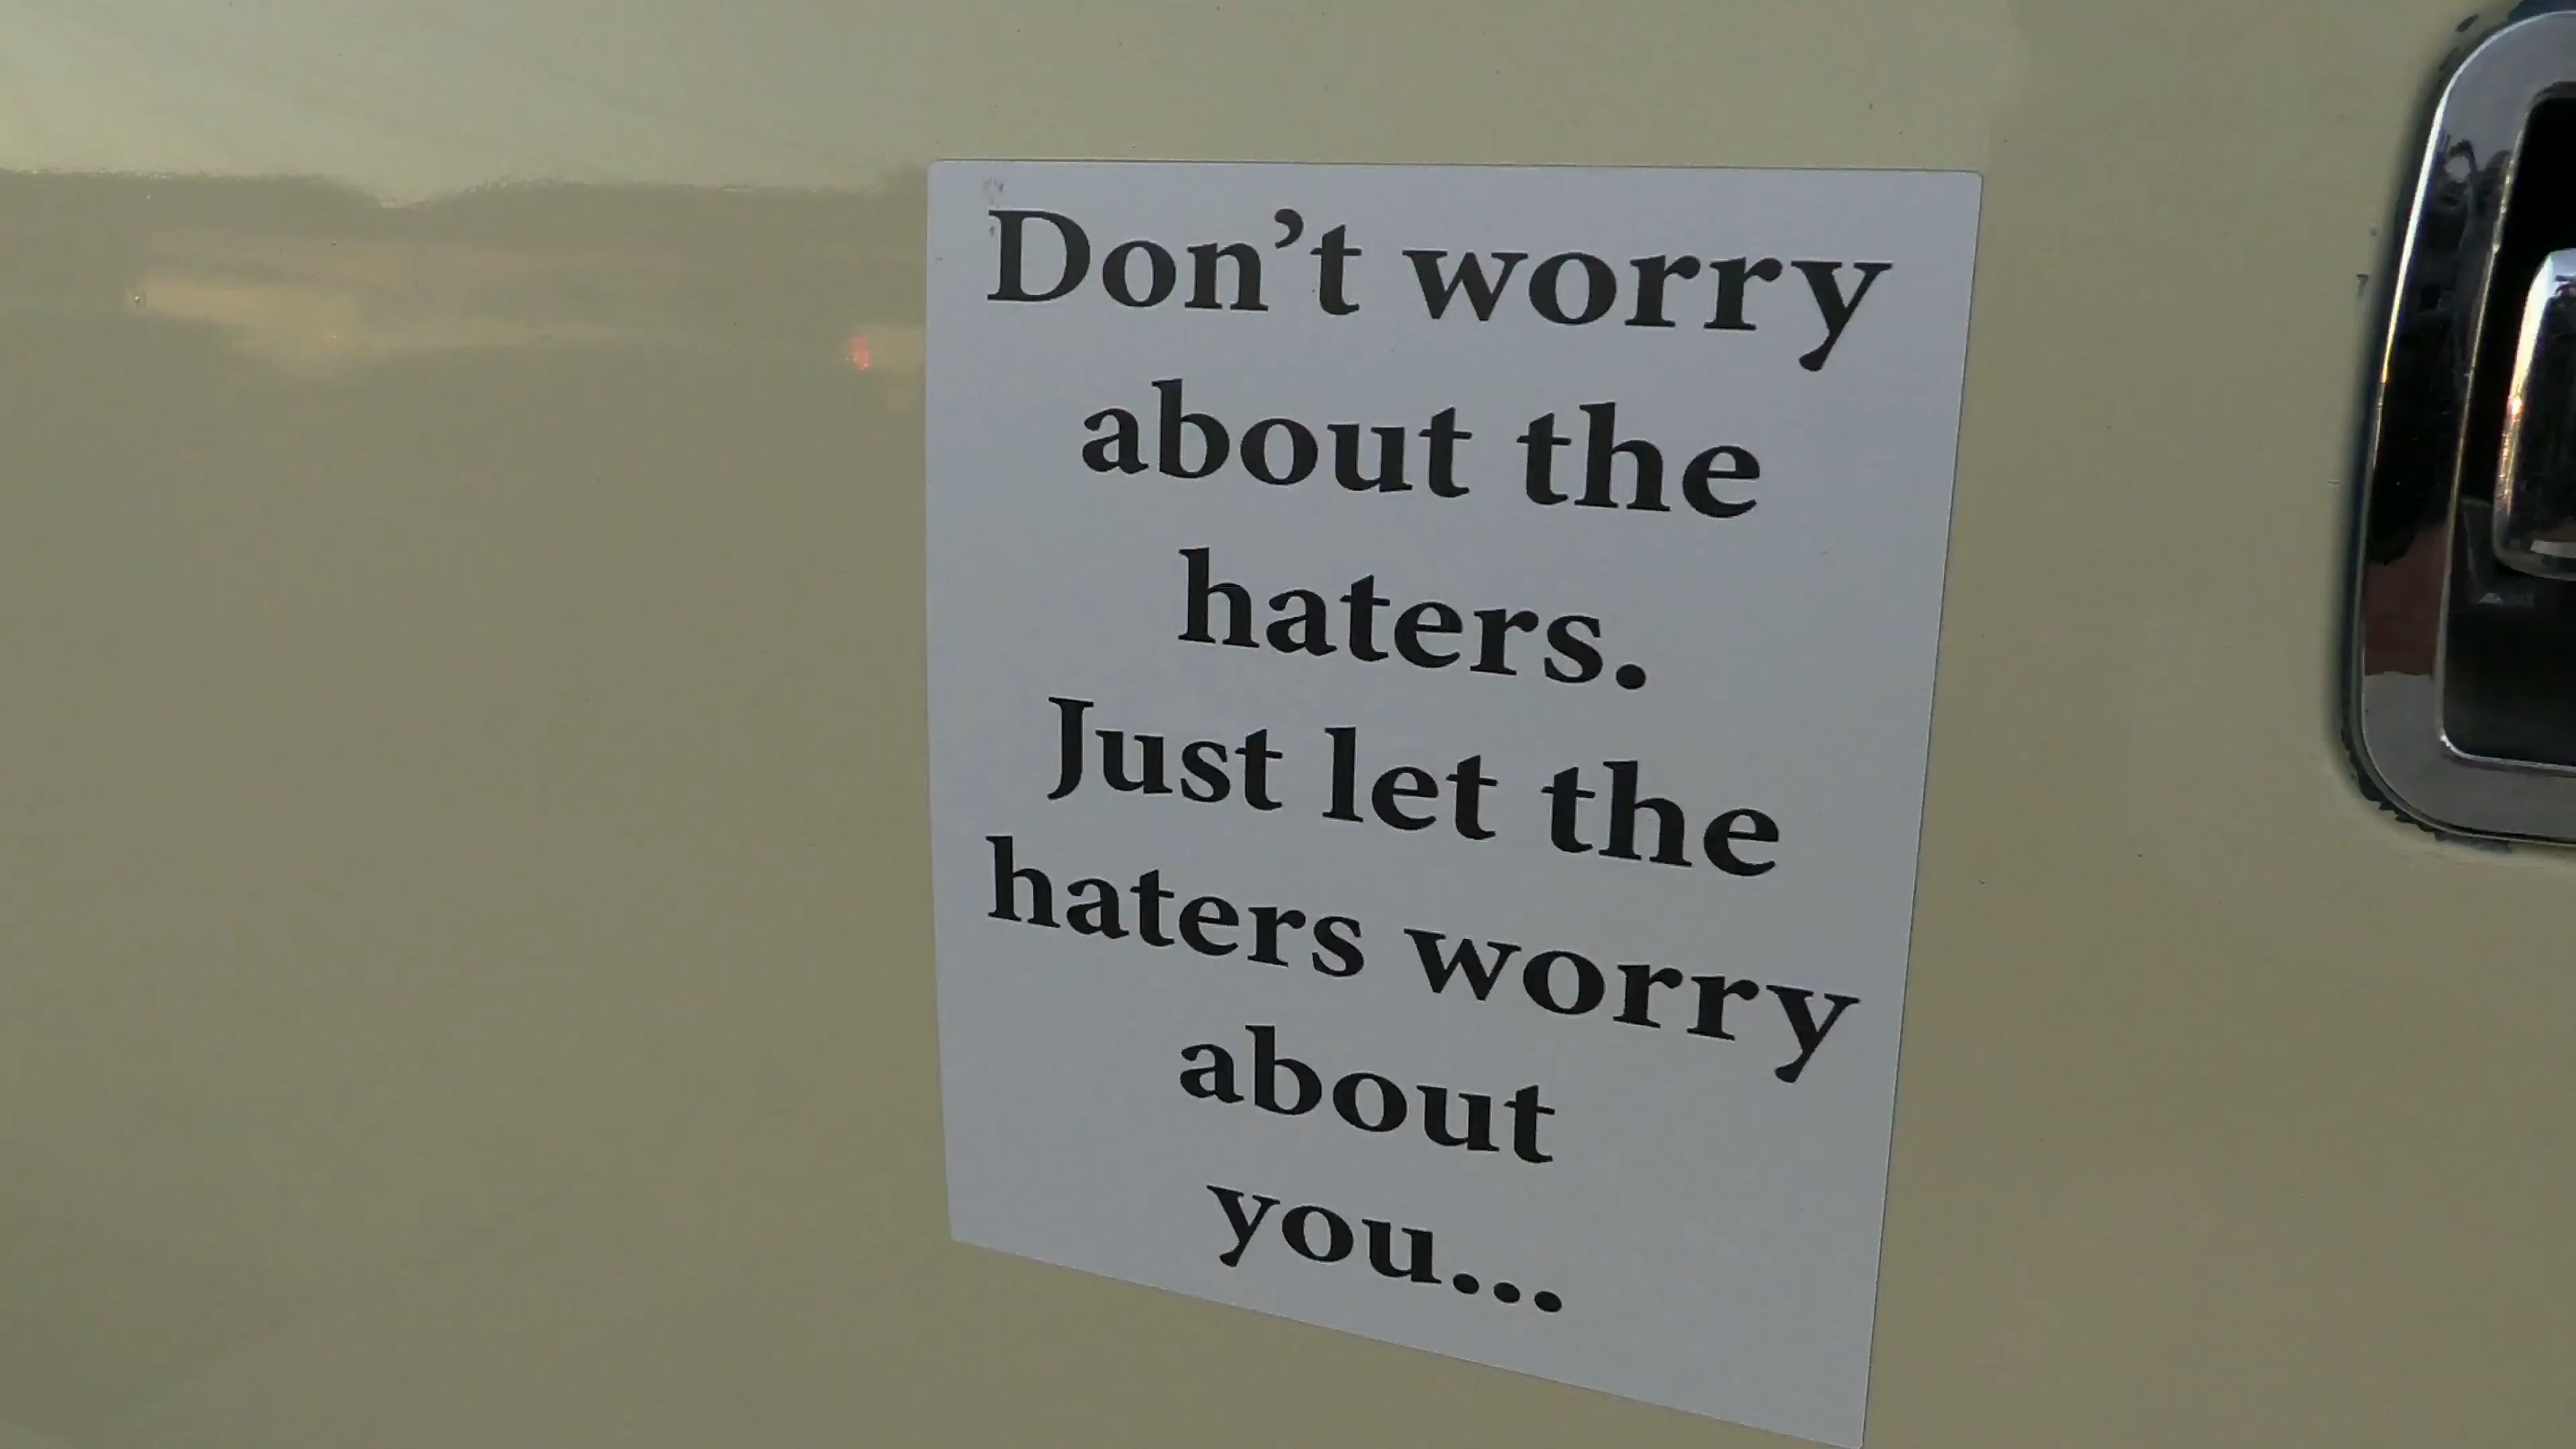 Don’t worry
about the
haters.
Just let the
haters worry
about
you...